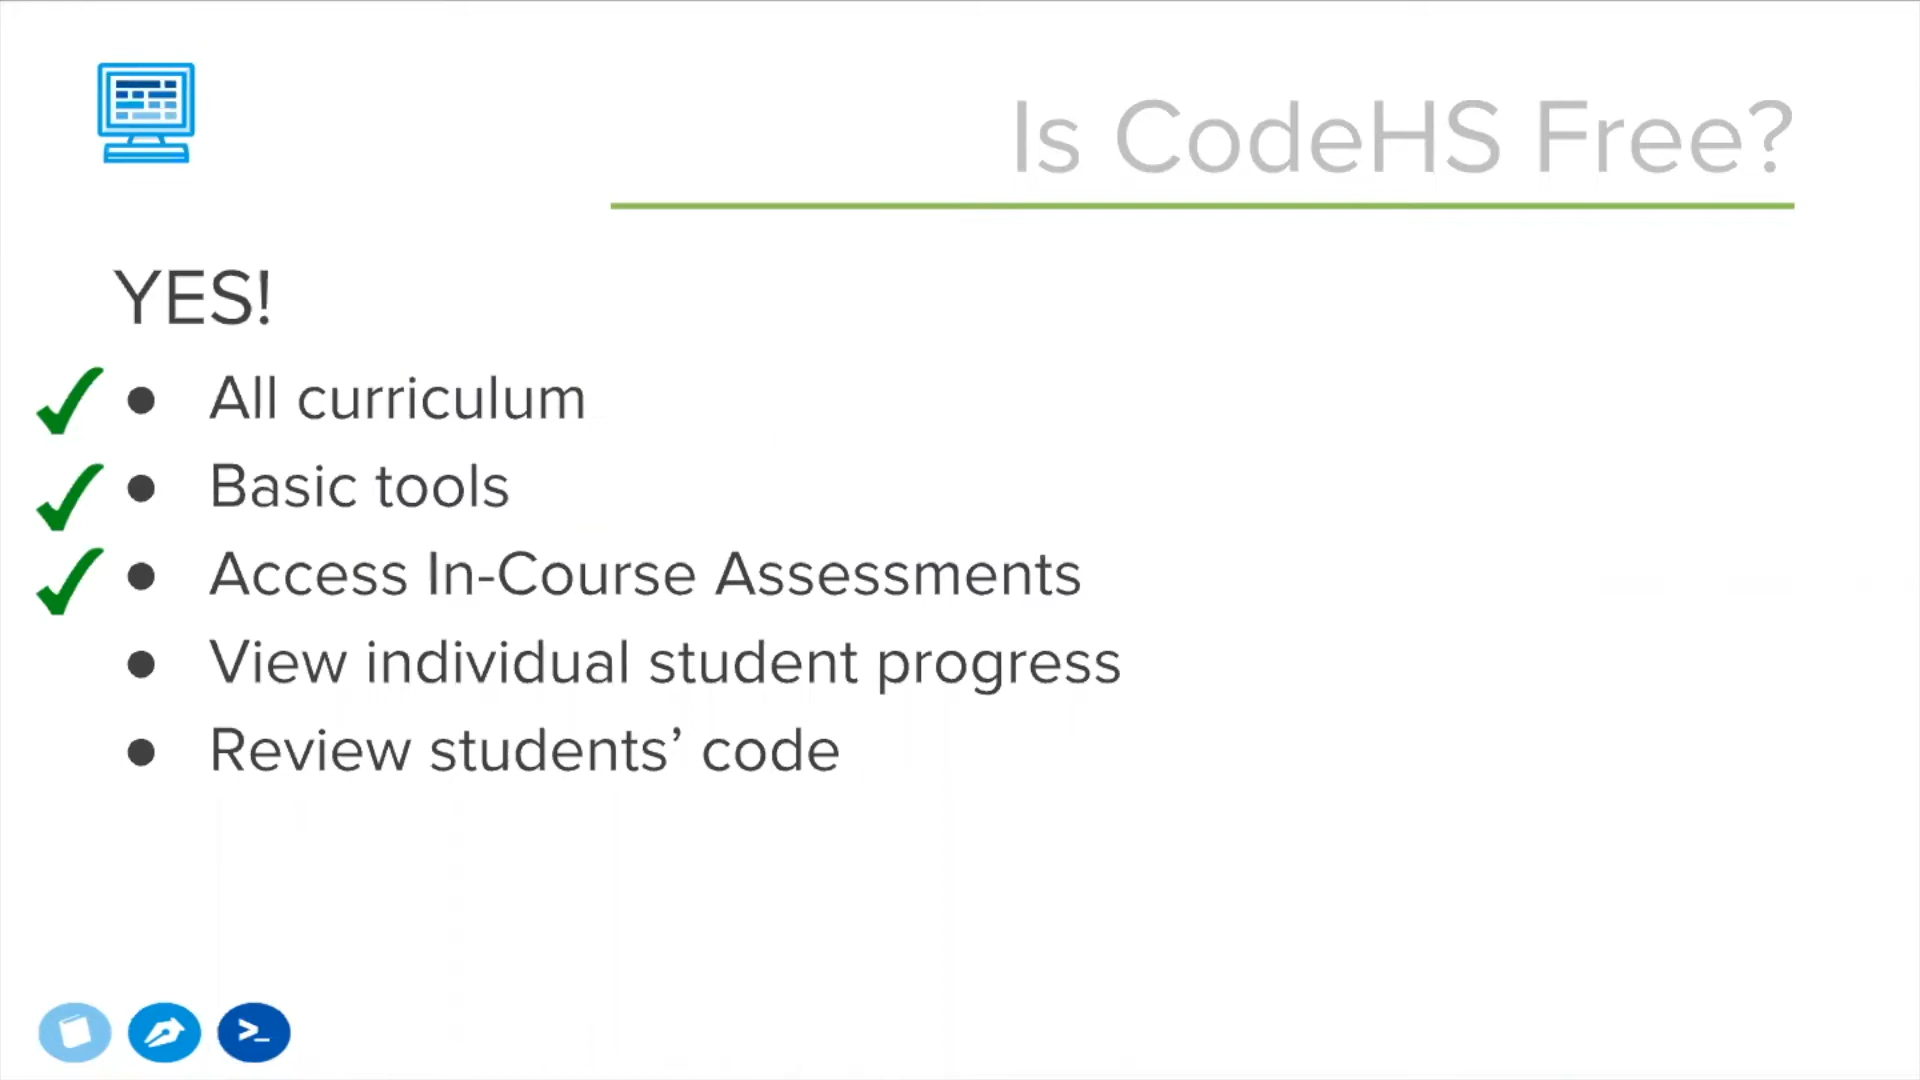 Is CodeHS Free?
YES!
● All curriculum
● Basic tools
● Access In-Course Assessments
● View individual student progress
● Review students’ code
>_